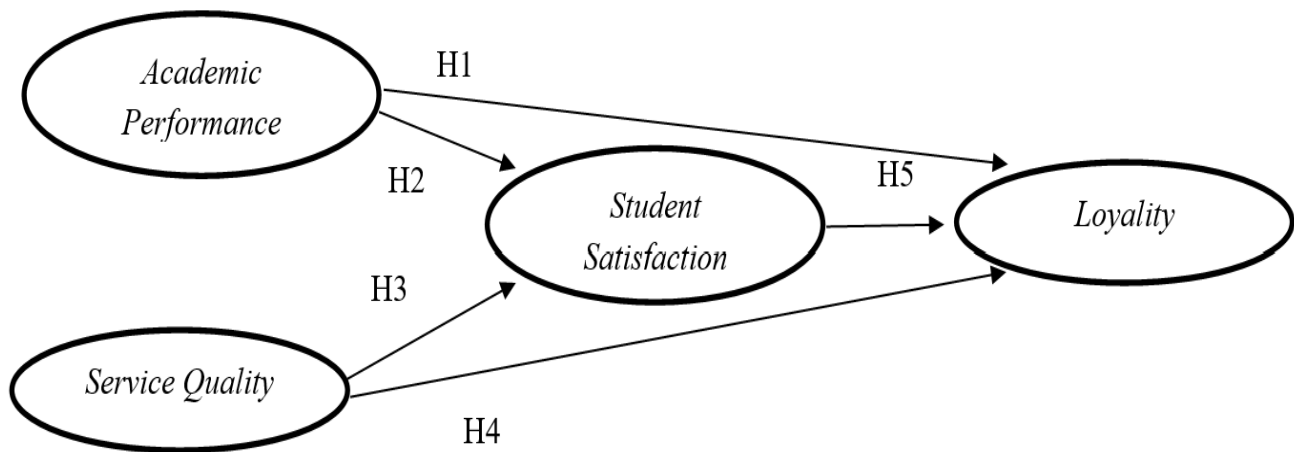 Academic
Performance
H1
H2
Student
Satisfaction
H5
Loyality
H3
Service Quality
H4